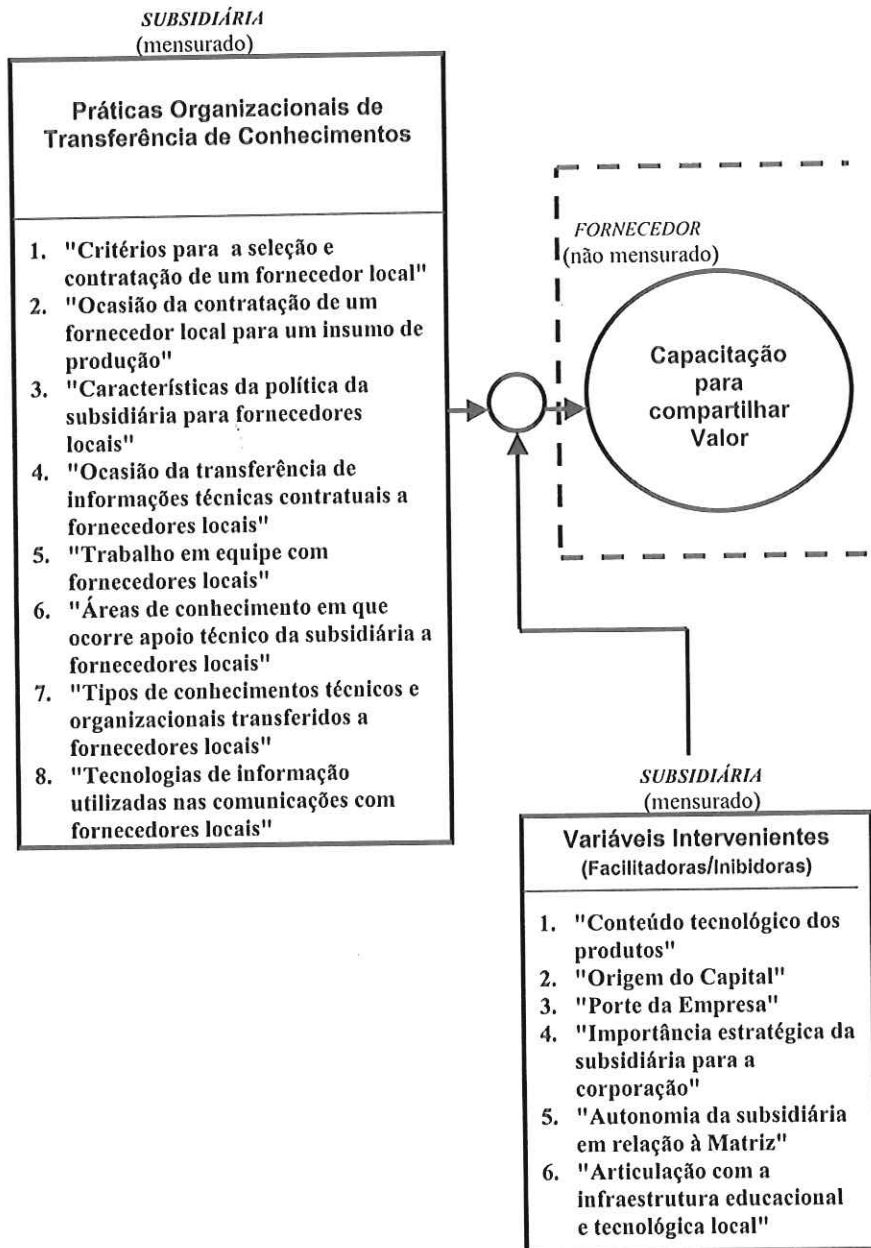 SUBSIDIÁRIA
(mensurado)
Práticas Organizacionais de
Transferência de Conhecimentos
1. "Critérios para a seleção e
contratação de um fornecedor local"
2. "Ocasião da contratação de um
fornecedor local para um insumo de
produção"
3. "Características da política da
subsidiária para fornecedores
locais"
4. "Ocasião da transferência de
informações técnicas contratuais a
fornecedores locais"
5. "Trabalho em equipe com
fornecedores locais"
6. "Áreas de conhecimento em que
ocorre apoio técnico da subsidiária a
fornecedores locais"
7. "Tipos de conhecimentos técnicos e
organizacionais transferidos a
fornecedores locais"
8. "Tecnologias de informação
utilizadas nas comunicações com
fornecedores locais"
FORNECEDOR
(não mensurado)
Capacitação
para
compartilhar
Valor
SUBSIDIÁRIA
(mensurado)
Variáveis Intervenientes
(Facilitadoras/Inibidoras)
1. "Conteúdo tecnológico dos
produtos"
2. "Origem do Capital"
3. "Porte da Empresa"
4. "Importância estratégica da
subsidiária para a
corporação"
5. "Autonomia da subsidiária
em relação à Matriz"
6. "Articulação com a
infraestrutura educacional
e tecnológica local"